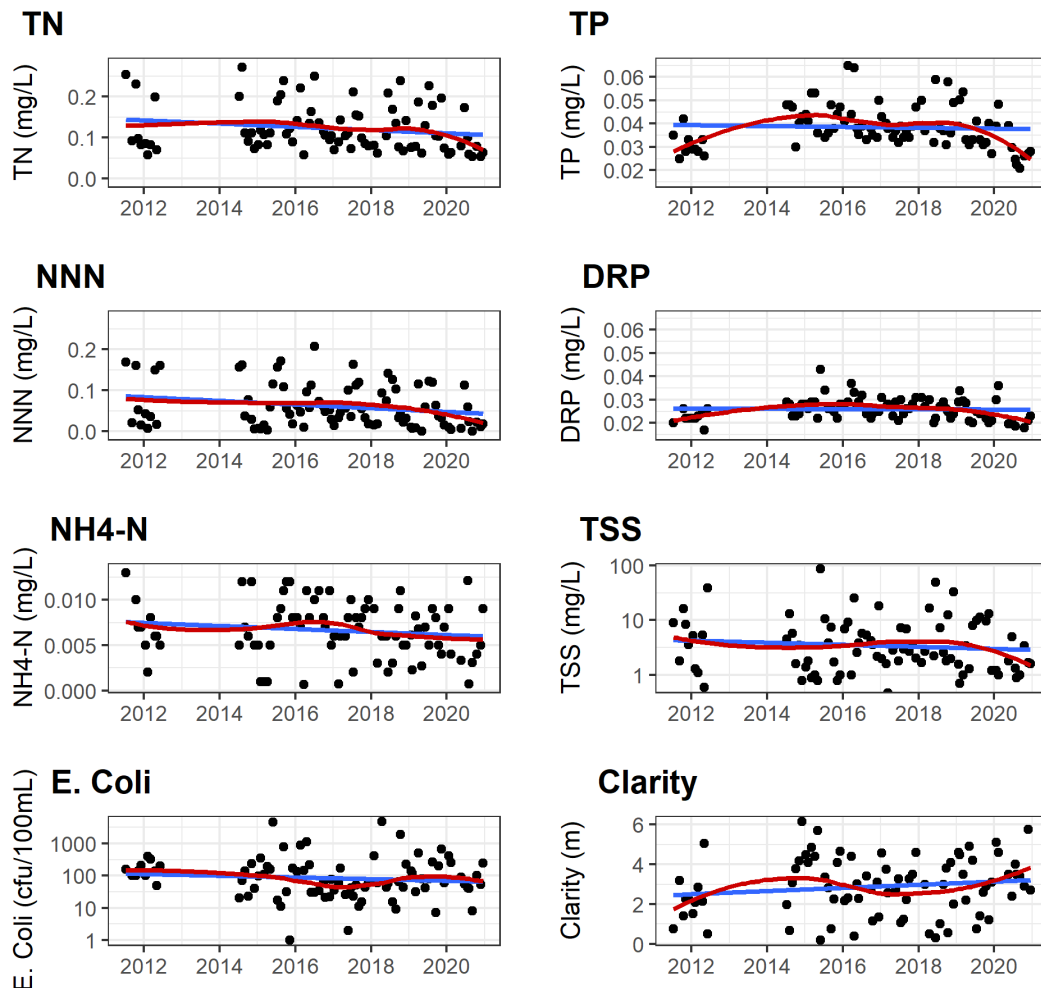 TN
TN (mg/L)
0.2
0.1
0.0
2012 2014 2016 2018 2020
TP
TP (mg/L)
0.06
0.05
0.04
0.03
0.02
2012 2014 2016 2018 2020
NNN
NNN (mg/L)
0.2
0.1
0.0
2012 2014 2016 2018 2020
DRP
DRP (mg/L)
0.06
0.05
0.04
0.03
0.02
2012 2014 2016 2018 2020
NH4-N
NH4-N (mg/L)
0.010
0.005
0.000
2012 2014 2016 2018 2020
TSS
TSS (mg/L)
100
10
1
2012 2014 2016 2018 2020
E. Coli
E. Coli (cfu/100mL)
1000
100
10
1
2012 2014 2016 2018 2020
Clarity
Clarity (m)
6
4
2
0
2012 2014 2016 2018 2020